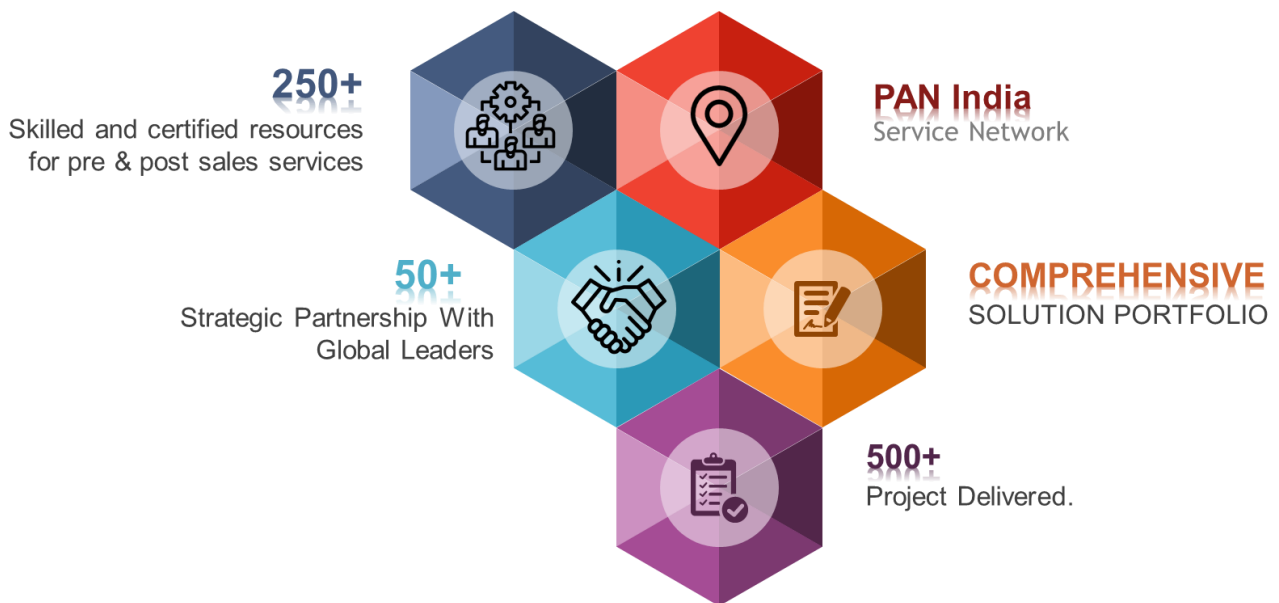 250+
Skilled and certified resources
for pre & post sales services
PAN India
Service Network
50+
Strategic Partnership With
Global Leaders
COMPREHENSIVE
SOLUTION PORTFOLIO
500+
Project Delivered.